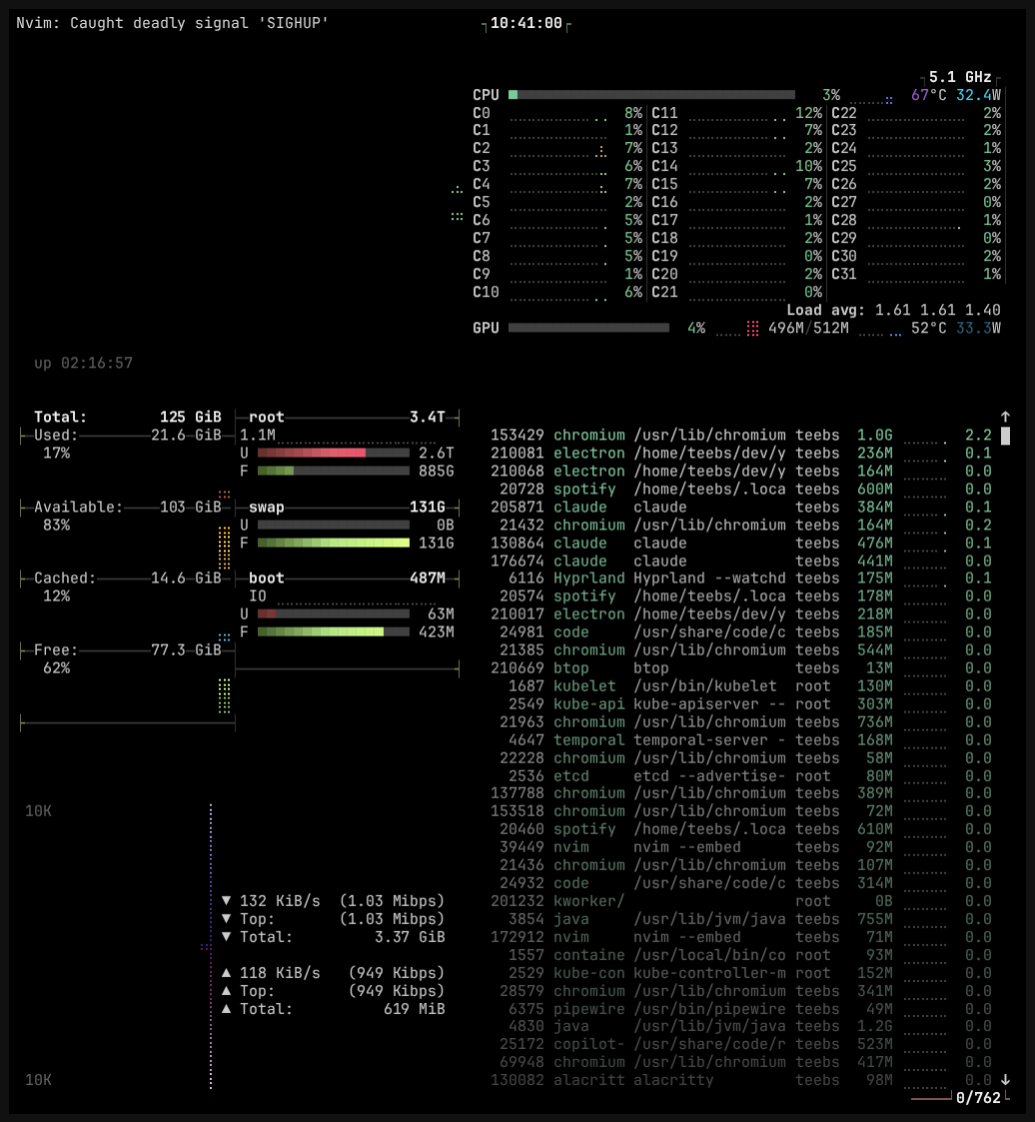 Nvim: Caught deadly signal 'SIGHUP'
10:41:00
5.1 GHz
CPU 3% 67°C 32.4W
C0 8% C11 12% C22 2%
C1 1% C12 7% C23 2%
C2 7% C13 2% C24 1%
C3 6% C14 10% C25 3%
C4 7% C15 7% C26 2%
C5 2% C16 2% C27 0%
C6 5% C17 1% C28 1%
C7 5% C18 2% C29 0%
C8 5% C19 0% C30 2%
C9 1% C20 2% C31 1%
C10 6% C21 0%
Load avg: 1.61 1.61 1.40
GPU 4% 496M/512M 52°C 33.3W
up 02:16:57
Total: 125 GiB
Used: 21.6 GiB
17%
Available: 103 GiB
83%
Cached: 14.6 GiB
12%
Free: 77.3 GiB
62%
root 3.4T
1.1M
U 2.6T
F 885G
swap 131G
U 0B
F 131G
boot 487M
IO
U 63M
F 423M
10K
▼ 132 KiB/s (1.03 Mibps)
▼ Top: (1.03 Mibps)
▼ Total: 3.37 GiB
▲ 118 KiB/s (949 Kibps)
▲ Top: (949 Kibps)
▲ Total: 619 MiB
10K
↑
153429 chromium /usr/lib/chromium teebs 1.0G 2.2
210081 electron /home/teebs/dev/y teebs 236M 0.1
210068 electron /home/teebs/dev/y teebs 164M 0.0
20728 spotify /home/teebs/.loca teebs 600M 0.0
205871 claude claude teebs 384M 0.1
21432 chromium /usr/lib/chromium teebs 164M 0.2
130864 claude claude teebs 476M 0.1
176674 claude claude teebs 441M 0.0
6116 Hyprland Hyprland --watchd teebs 175M 0.1
20574 spotify /home/teebs/.loca teebs 178M 0.0
210017 electron /home/teebs/dev/y teebs 218M 0.0
24981 code /usr/share/code/c teebs 185M 0.0
21385 chromium /usr/lib/chromium teebs 544M 0.0
210669 btop btop teebs 13M 0.0
1687 kubelet /usr/bin/kubelet root 130M 0.0
2549 kube-api kube-apiserver -- root 303M 0.0
21963 chromium /usr/lib/chromium teebs 736M 0.0
4647 temporal temporal-server - teebs 168M 0.0
22228 chromium /usr/lib/chromium teebs 58M 0.0
2536 etcd etcd --advertise- root 80M 0.0
137788 chromium /usr/lib/chromium teebs 389M 0.0
153518 chromium /usr/lib/chromium teebs 72M 0.0
20460 spotify /home/teebs/.loca teebs 610M 0.0
39449 nvim nvim --embed teebs 92M 0.0
21436 chromium /usr/lib/chromium teebs 107M 0.0
24932 code /usr/share/code/c teebs 314M 0.0
201232 kworker/ root 0B 0.0
3854 java /usr/lib/jvm/java teebs 755M 0.0
172912 nvim nvim --embed teebs 71M 0.0
1557 containe /usr/local/bin/co root 93M 0.0
2529 kube-con kube-controller-m root 152M 0.0
28579 chromium /usr/lib/chromium teebs 341M 0.0
6375 pipewire /usr/bin/pipewire teebs 49M 0.0
4830 java /usr/lib/jvm/java teebs 1.2G 0.0
25172 copilot- /usr/share/code/r teebs 523M 0.0
69948 chromium /usr/lib/chromium teebs 417M 0.0
130082 alacritt alacritty teebs 98M 0.0 ↓
0/762